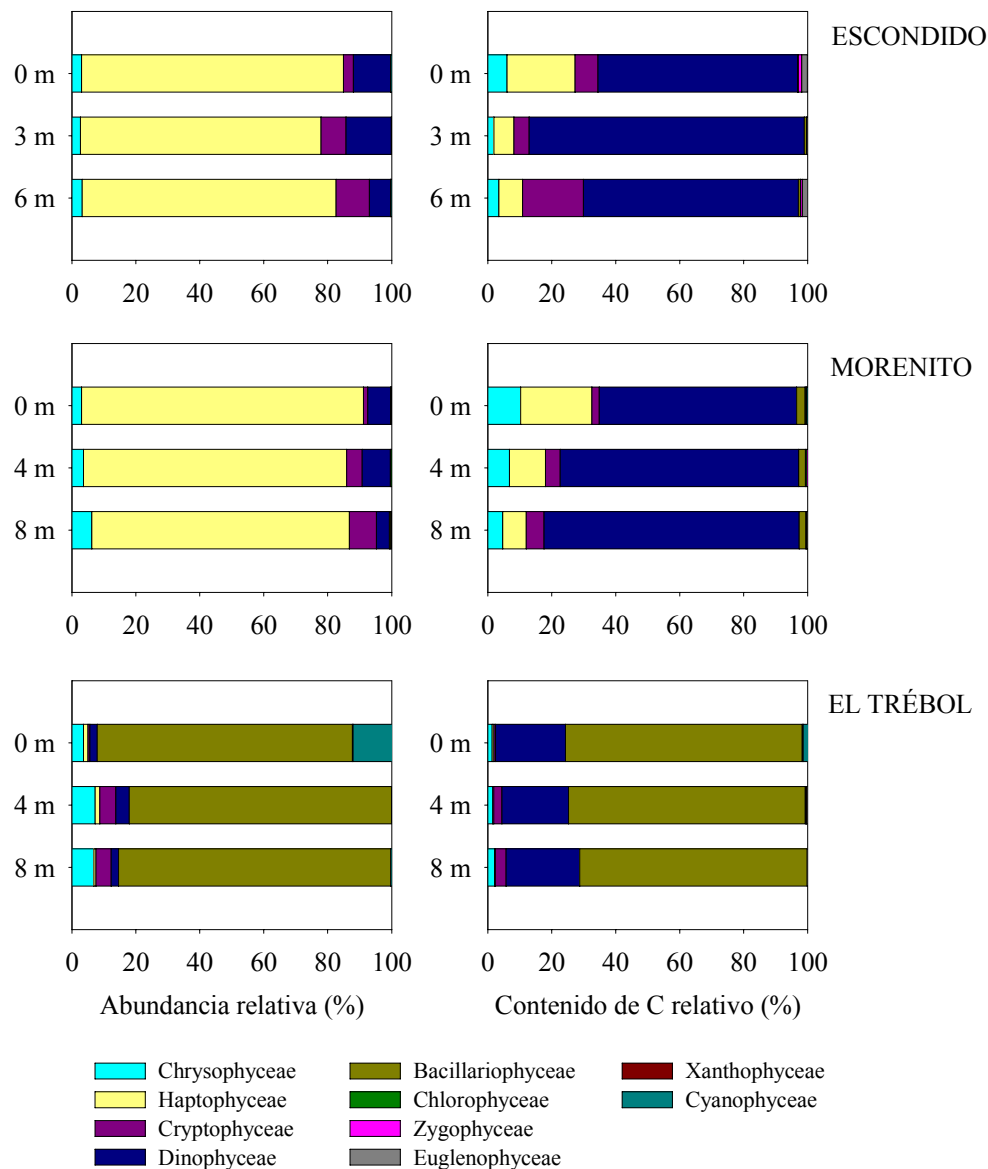 ESCONDIDO
0 m
3 m
6 m
0 20 40 60 80 100 0 20 40 60 80 100
MORENITO
0 m
4 m
8 m
0 20 40 60 80 100 0 20 40 60 80 100
EL TRÉBOL
0 m
4 m
8 m
0 20 40 60 80 100 0 20 40 60 80 100
Abundancia relativa (%) Contenido de C relativo (%)
Chrysophyceae Bacillariophyceae Xanthophyceae
Haptophyceae Chlorophyceae Cyanophyceae
Cryptophyceae Zygophyceae
Dinophyceae Euglenophyceae